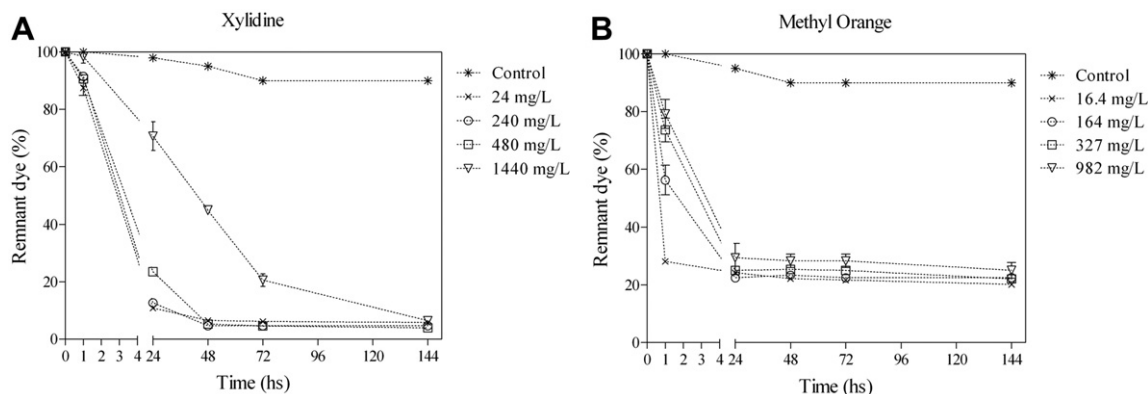 A
Xylidine
Remnant dye (%)
100
80
60
40
20
0
0 1 2 3 4 24 48 72 96 120 144
Time (hs)
Control
24 mg/L
240 mg/L
480 mg/L
1440 mg/L
B
Methyl Orange
Remnant dye (%)
100
80
60
40
20
0
0 1 2 3 4 24 48 72 96 120 144
Time (hs)
Control
16.4 mg/L
164 mg/L
327 mg/L
982 mg/L